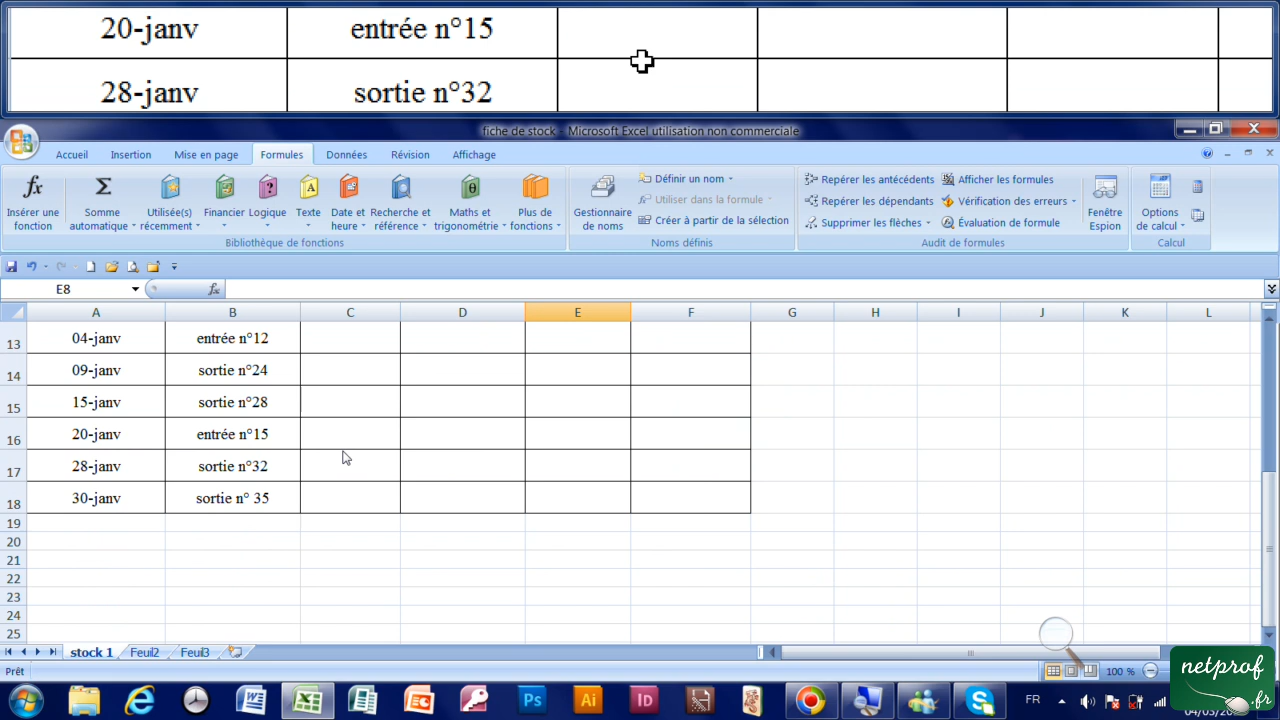 20-janv entrée n°15
28-janv sortie n°32
fiche de stock - Microsoft Excel utilisation non commerciale
Accueil Insertion Mise en page Formules Données Révision Affichage
Insérer une fonction
Somme automatique
Utilisée(s) récemment
Financier
Logique
Texte
Date et heure
Recherche et référence
Maths et trigonométrie
Plus de fonctions
Bibliothèque de fonctions
Gestionnaire de noms
Définir un nom
Utiliser dans la formule
Créer à partir de la sélection
Noms définis
Repérer les antécédents
Repérer les dépendants
Supprimer les flèches
Afficher les formules
Vérification des erreurs
Évaluation de formule
Audit de formules
Fenêtre Espion
Options de calcul
Calcul
E8 fx
A B C D E F G H I J K L
13 04-janv entrée n°12
14 09-janv sortie n°24
15 15-janv sortie n°28
16 20-janv entrée n°15
17 28-janv sortie n°32
18 30-janv sortie n° 35
19
20
21
22
23
24
25
stock 1 Feuil2 Feuil3
Prêt 100 %
Ps Ai Id FR
netprof
.fr